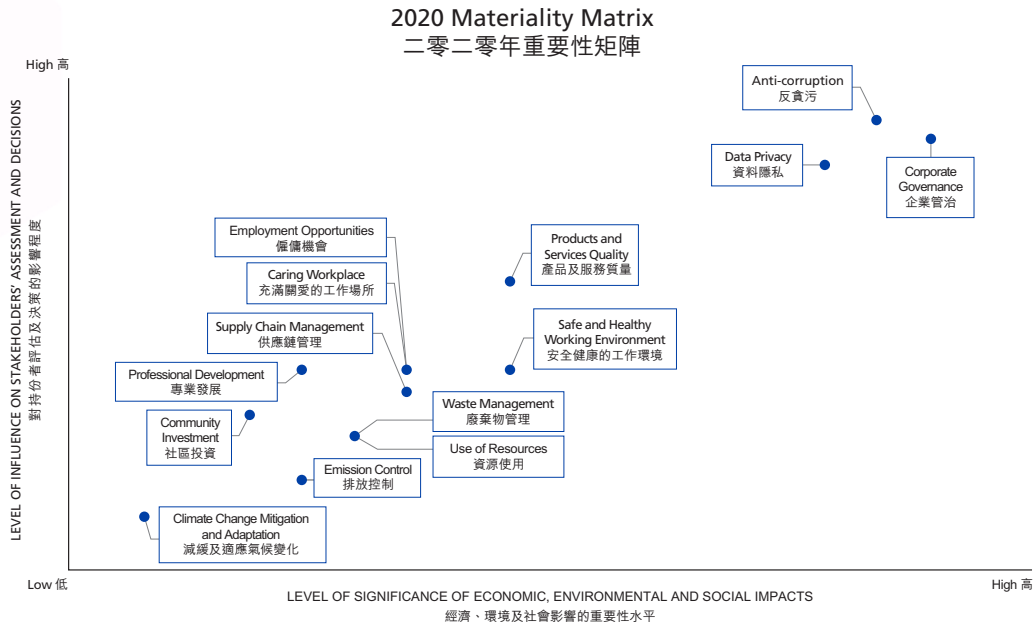 2020 Materiality Matrix
二零二零年重要性矩陣
High 高
LEVEL OF INFLUENCE ON STAKEHOLDERS' ASSESSMENT AND DECISIONS
對持份者評估及決策的影響程度
Anti-corruption
反貪污
Data Privacy
資料隱私
Corporate
Governance
企業管治
Employment Opportunities
僱傭機會
Caring Workplace
充滿關愛的工作場所
Supply Chain Management
供應鏈管理
Professional Development
專業發展
Community
Investment
社區投資
Products and
Services Quality
產品及服務質量
Safe and Healthy
Working Environment
安全健康的工作環境
Waste Management
廢棄物管理
Use of Resources
資源使用
Emission Control
排放控制
Climate Change Mitigation
and Adaptation
減緩及適應氣候變化
Low 低
High 高
LEVEL OF SIGNIFICANCE OF ECONOMIC, ENVIRONMENTAL AND SOCIAL IMPACTS
經濟、環境及社會影響的重要性水平